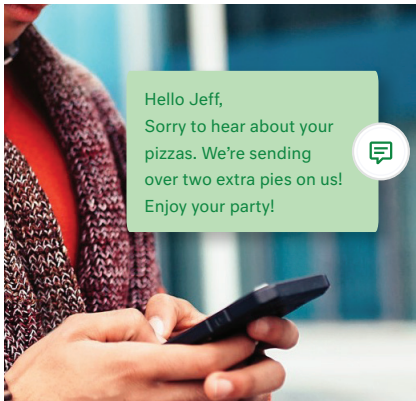 Hello Jeff,
Sorry to hear about your
pizzas. We’re sending
over two extra pies on us!
Enjoy your party!